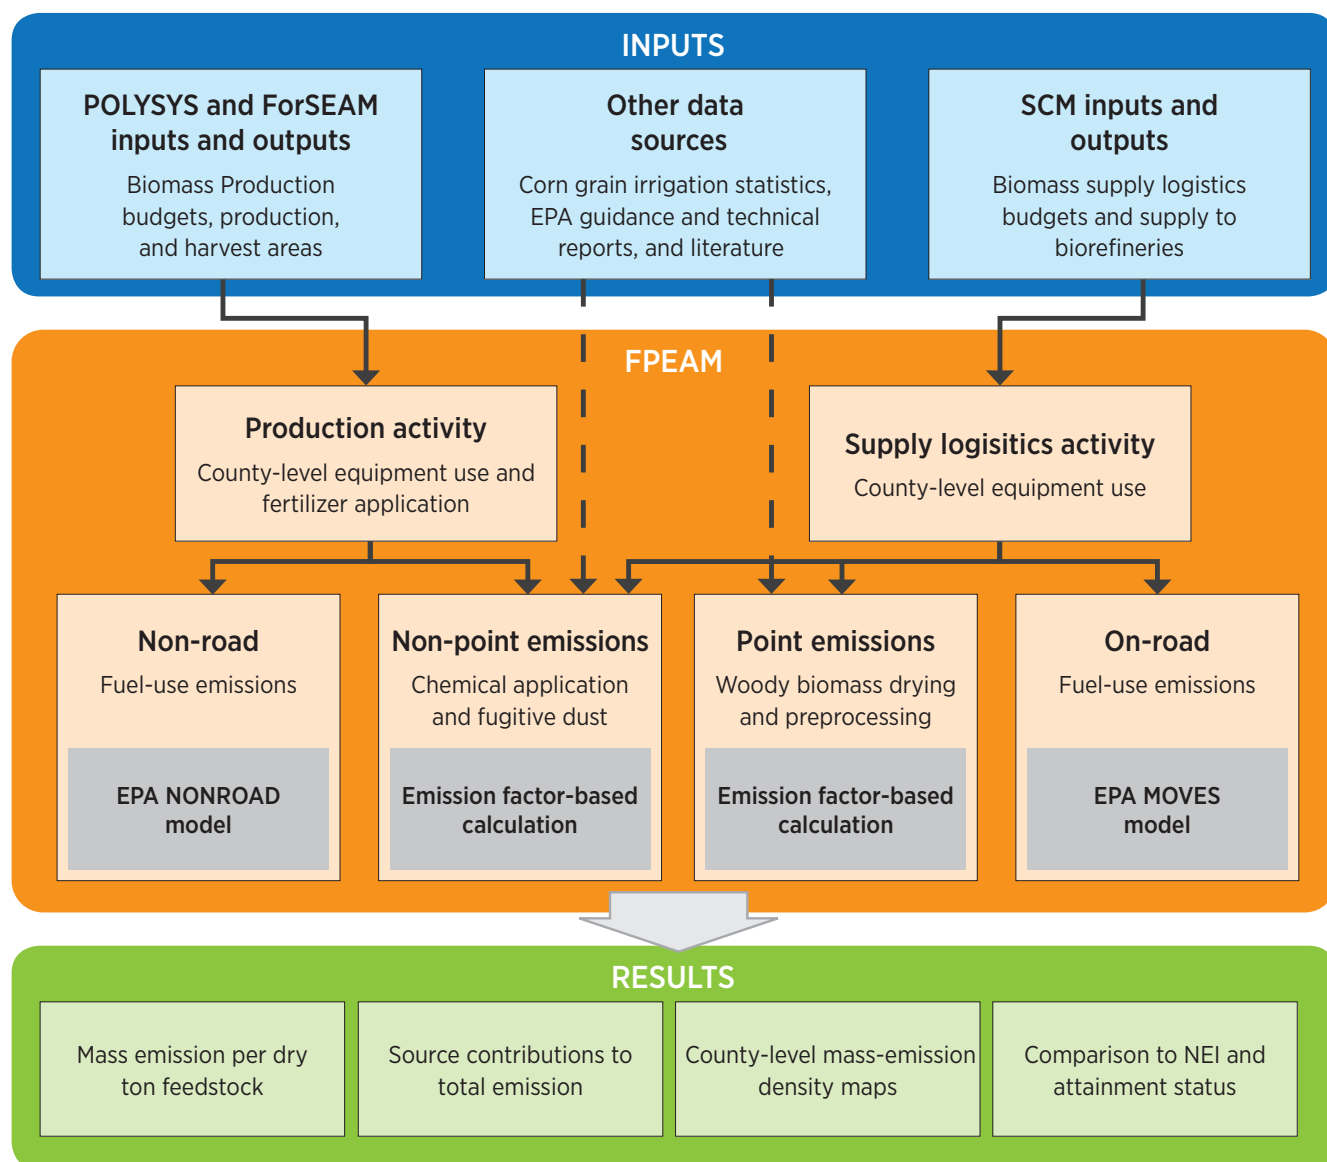 INPUTS
POLYSYS and ForSEAM
inputs and outputs
Biomass Production
budgets, production,
and harvest areas
Other data
sources
Corn grain irrigation statistics,
EPA guidance and technical
reports, and literature
SCM inputs and
outputs
Biomass supply logistics
budgets and supply to
biorefineries
FPEAM
Production activity
County-level equipment use and
fertilizer application
Supply logisitics activity
County-level equipment use
Non-road
Fuel-use emissions
EPA NONROAD
model
Non-point emissions
Chemical application
and fugitive dust
Emission factor-based
calculation
Point emissions
Woody biomass drying
and preprocessing
Emission factor-based
calculation
On-road
Fuel-use emissions
EPA MOVES
model
RESULTS
Mass emission per dry
ton feedstock
Source contributions to
total emission
County-level mass-emission
density maps
Comparison to NEI and
attainment status